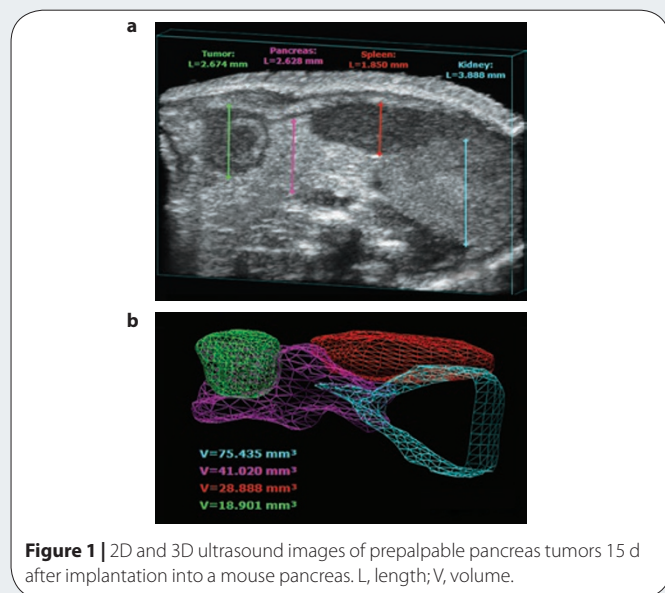 a
Tumor:
L=2.674 mm
Pancreas:
L=2.628 mm
Spleen:
L=1.850 mm
Kidney:
L=3.888 mm
b
V=75.435 mm³
V=41.020 mm³
V=28.888 mm³
V=18.901 mm³
Figure 1 | 2D and 3D ultrasound images of prepalpable pancreas tumors 15 d
after implantation into a mouse pancreas. L, length; V, volume.